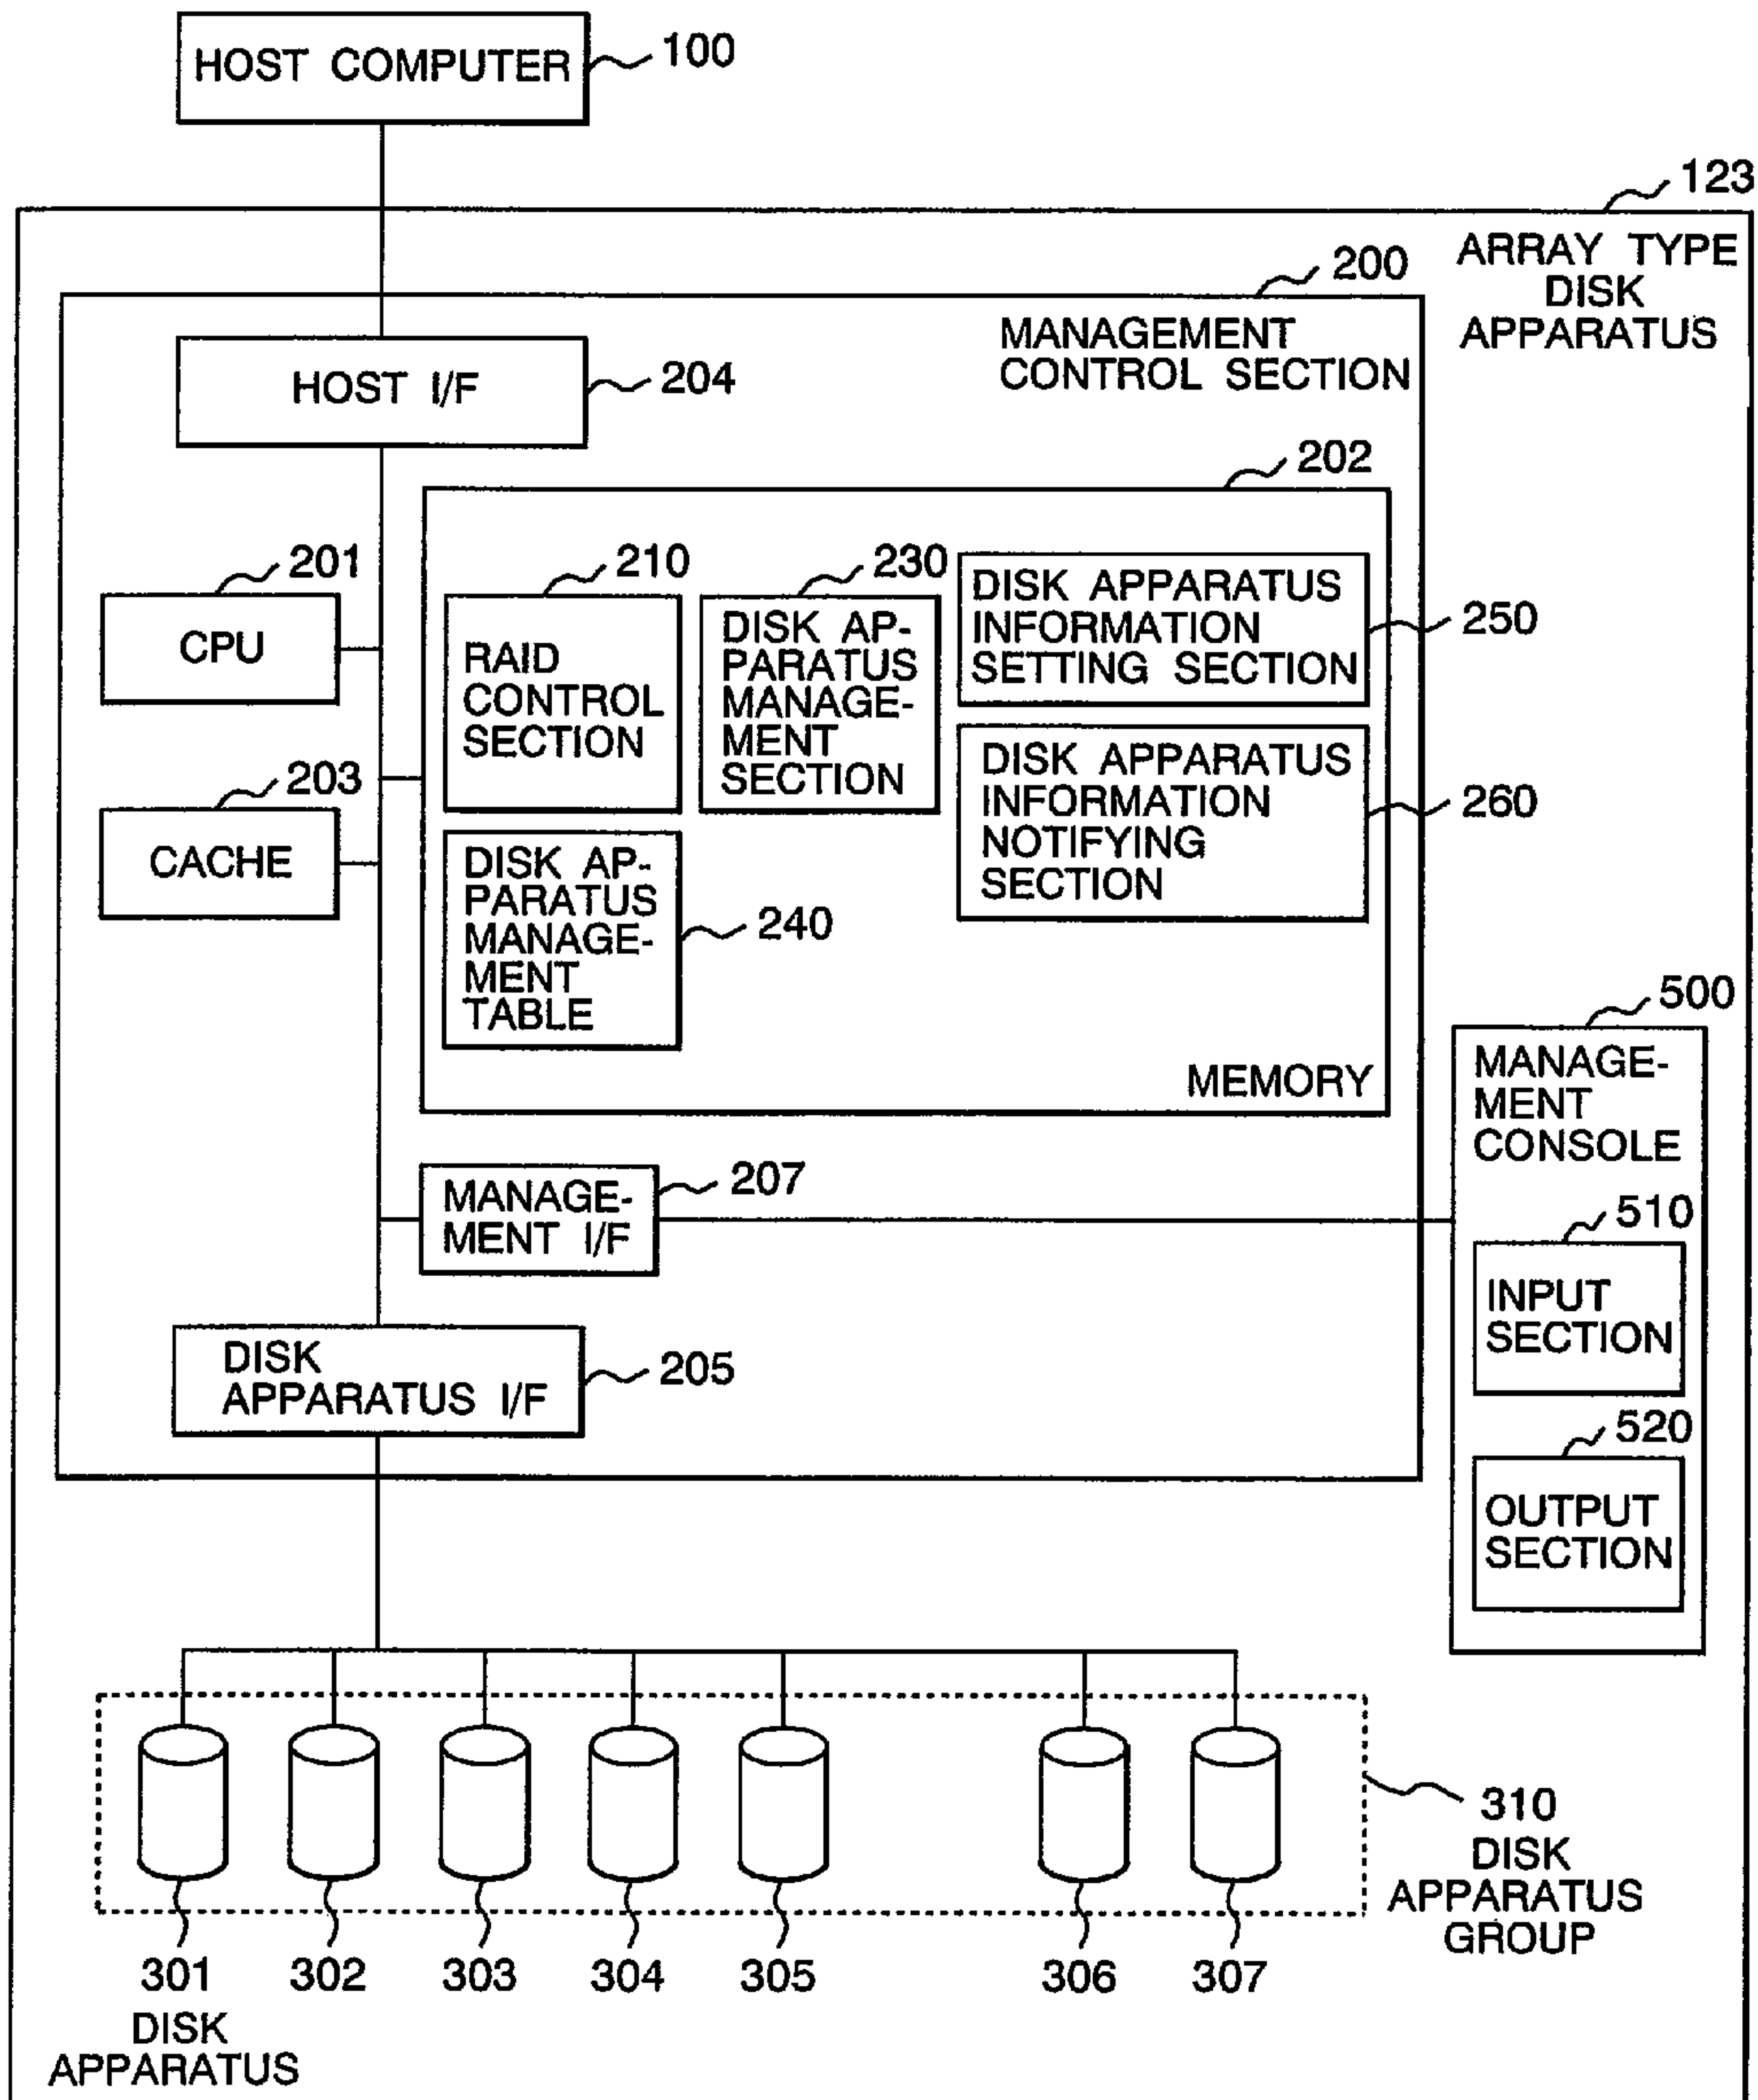 HOST COMPUTER
100
123
ARRAY TYPE
DISK
APPARATUS
200
MANAGEMENT
CONTROL SECTION
HOST I/F
204
202
201
CPU
210
RAID
CONTROL
SECTION
230
DISK AP-
PARATUS
MANAGE-
MENT
SECTION
DISK APPARATUS
INFORMATION
SETTING SECTION
250
203
CACHE
DISK APPARATUS
INFORMATION
NOTIFYING
SECTION
260
DISK AP-
PARATUS
MANAGE-
MENT
TABLE
240
MEMORY
500
MANAGE-
MENT
CONSOLE
MANAGE-
MENT I/F
207
510
INPUT
SECTION
DISK
APPARATUS I/F
205
520
OUTPUT
SECTION
310
DISK
APPARATUS
GROUP
301 302 303 304 305 306 307
DISK
APPARATUS